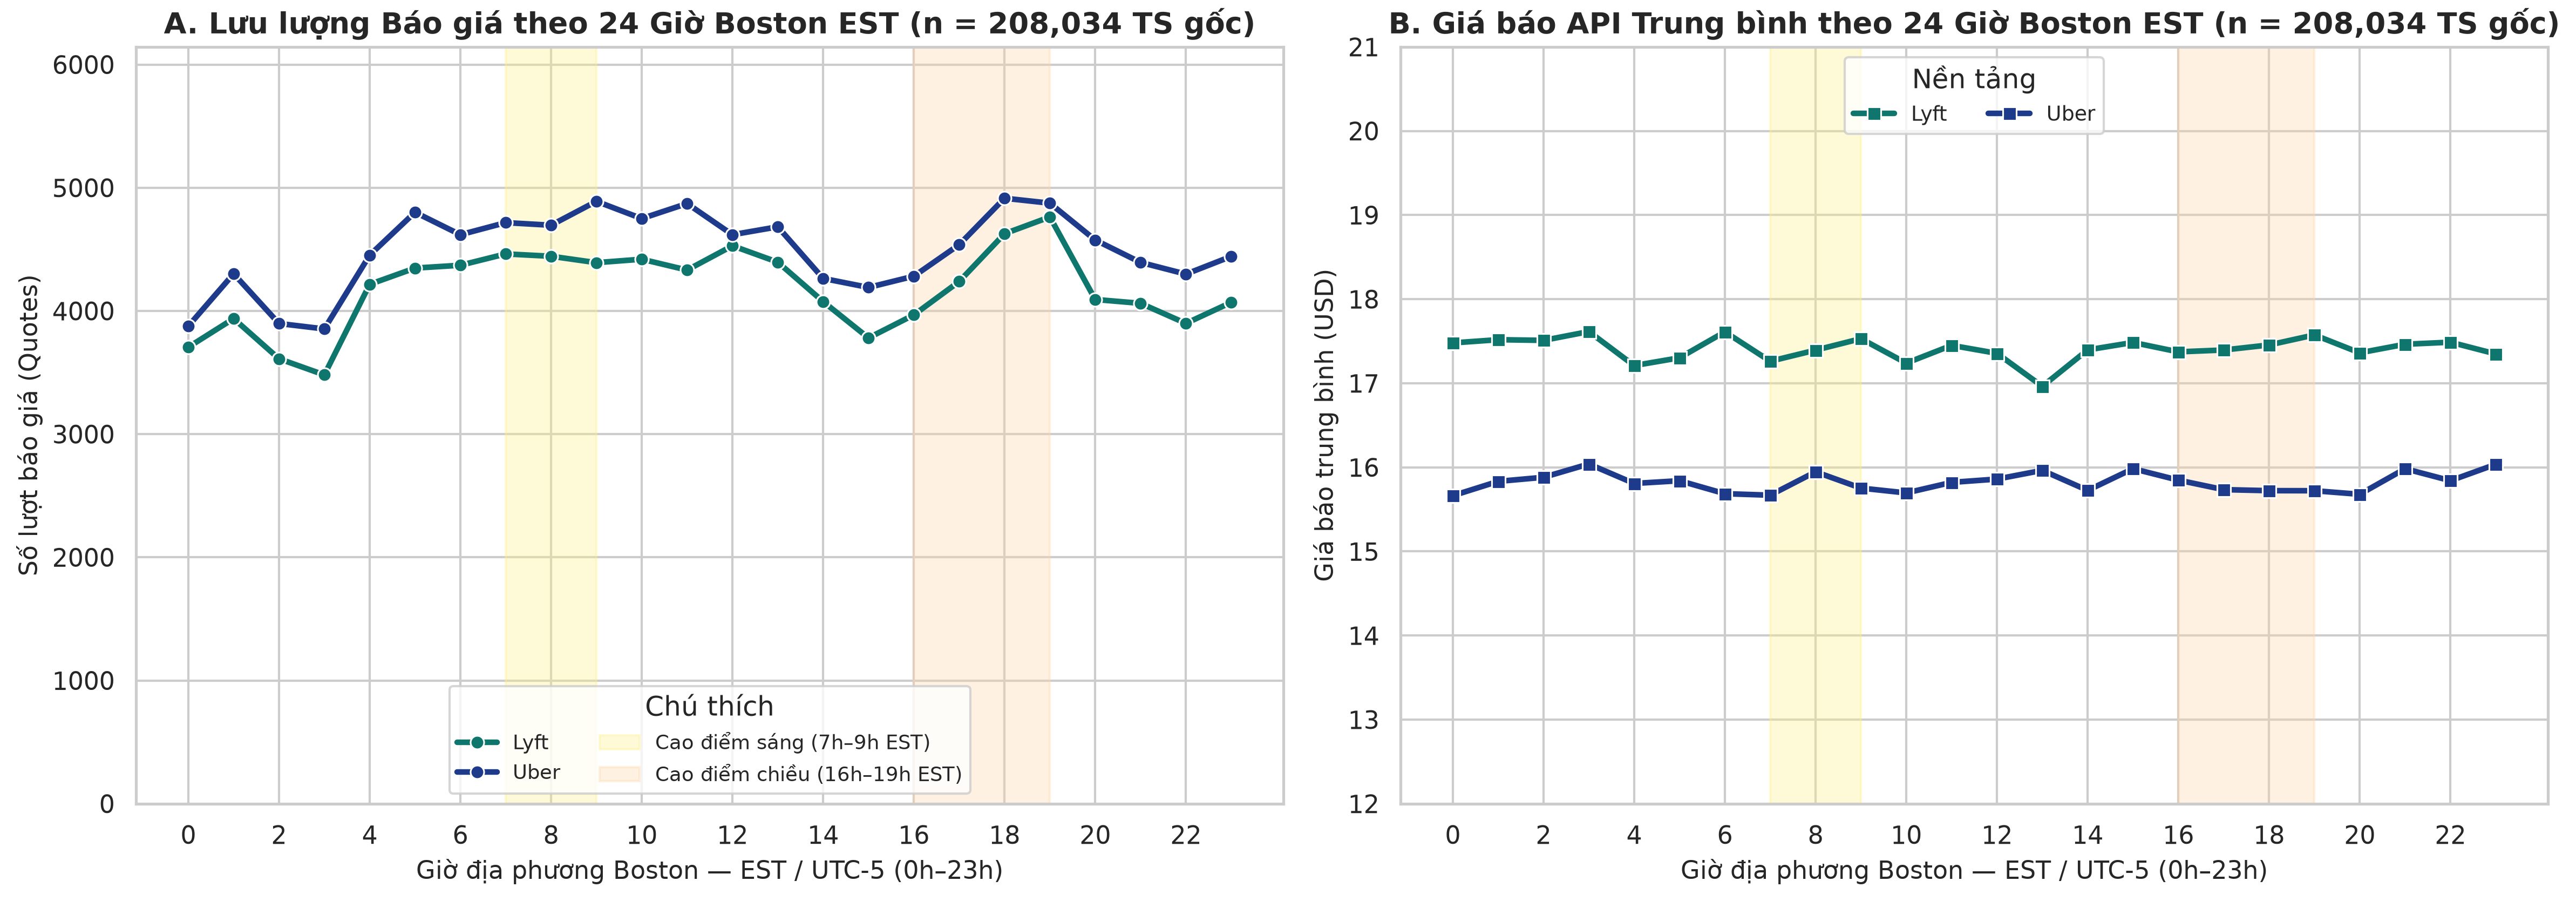 A. Lưu lượng Báo giá theo 24 Giờ Boston EST (n = 208,034 TS gốc)
Số lượt báo giá (Quotes)
6000
5000
4000
3000
2000
1000
0
Chú thích
Lyft
Uber
Cao điểm sáng (7h–9h EST)
Cao điểm chiều (16h–19h EST)
0 2 4 6 8 10 12 14 16 18 20 22
Giờ địa phương Boston — EST / UTC-5 (0h–23h)
B. Giá báo API Trung bình theo 24 Giờ Boston EST (n = 208,034 TS gốc)
Giá báo trung bình (USD)
21
20
19
18
17
16
15
14
13
12
Nền tảng
Lyft Uber
0 2 4 6 8 10 12 14 16 18 20 22
Giờ địa phương Boston — EST / UTC-5 (0h–23h)